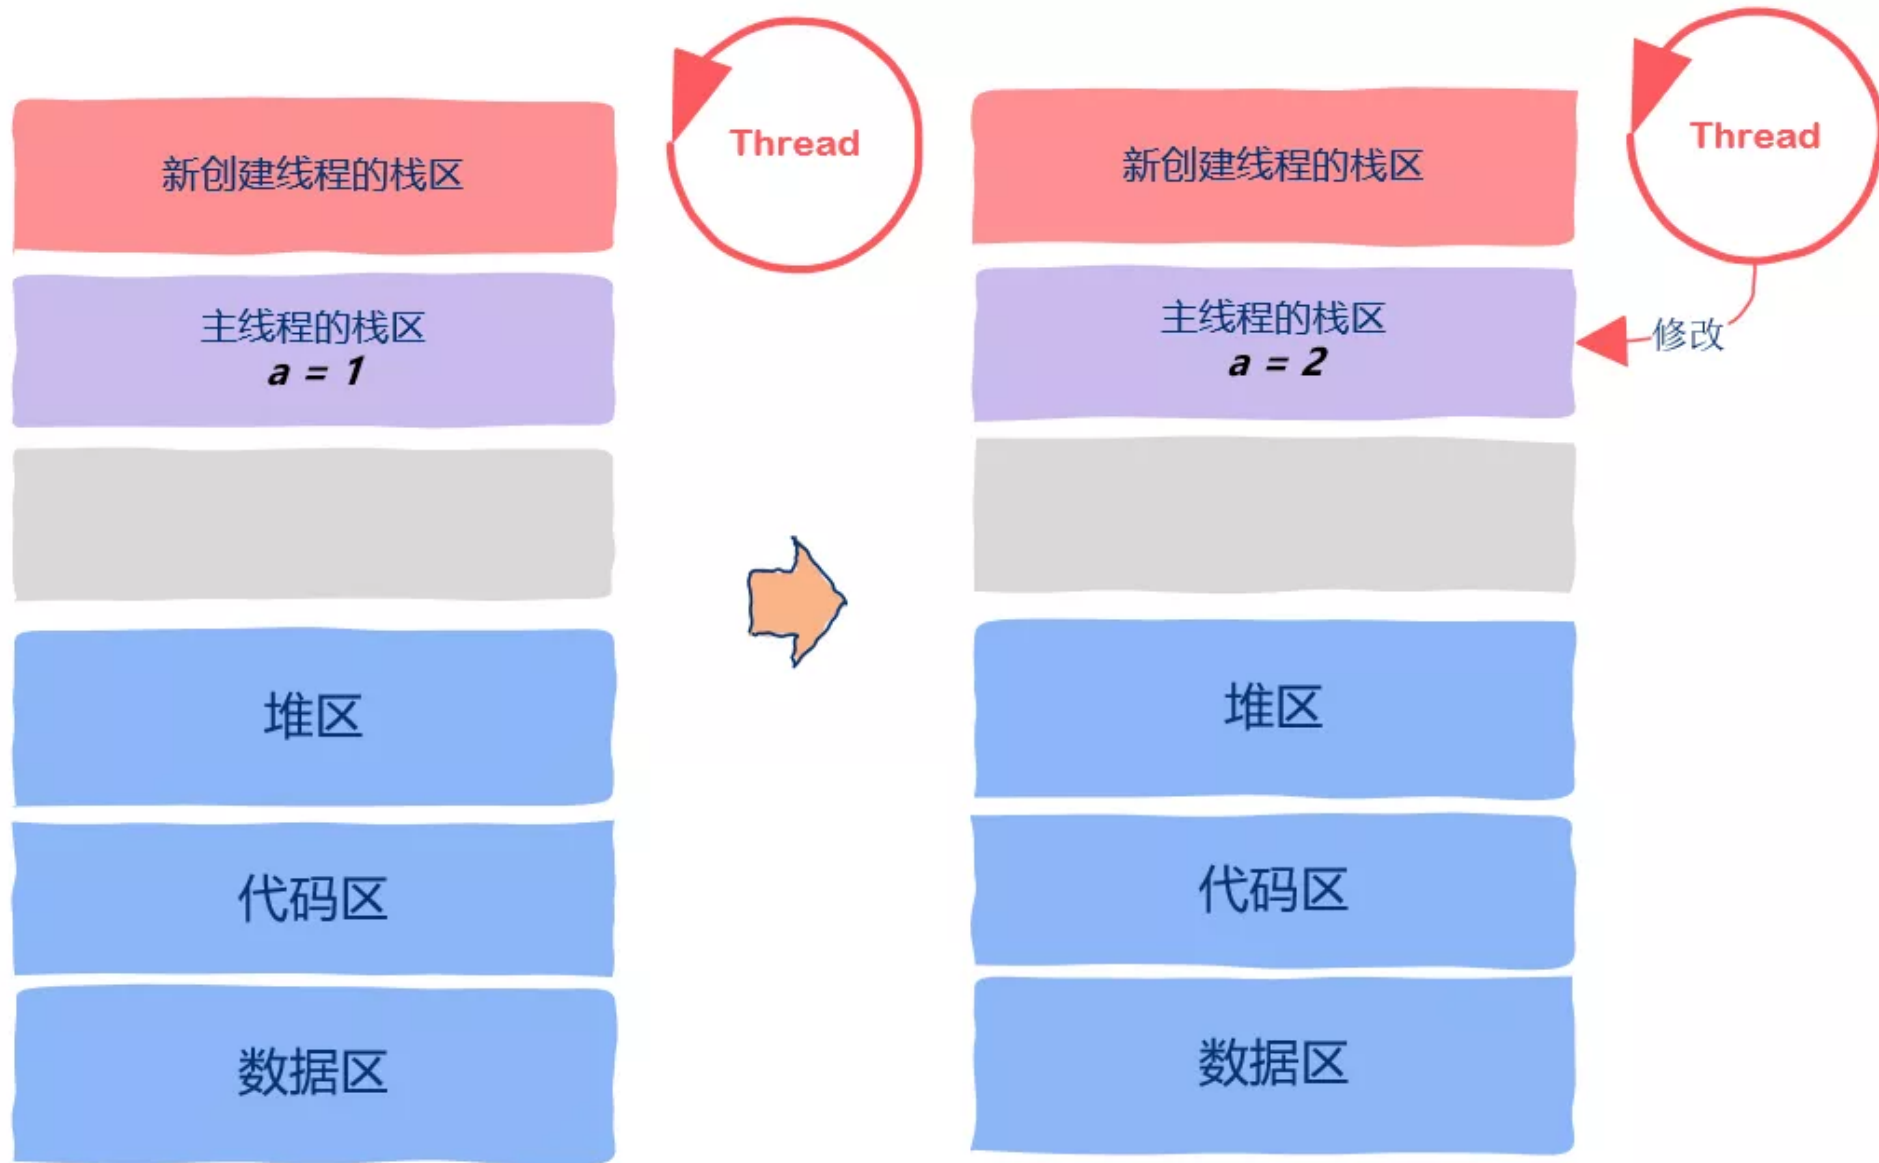 新创建线程的栈区
Thread
主线程的栈区
a = 1
堆区
代码区
数据区
新创建线程的栈区
Thread
主线程的栈区
a = 2
修改
堆区
代码区
数据区